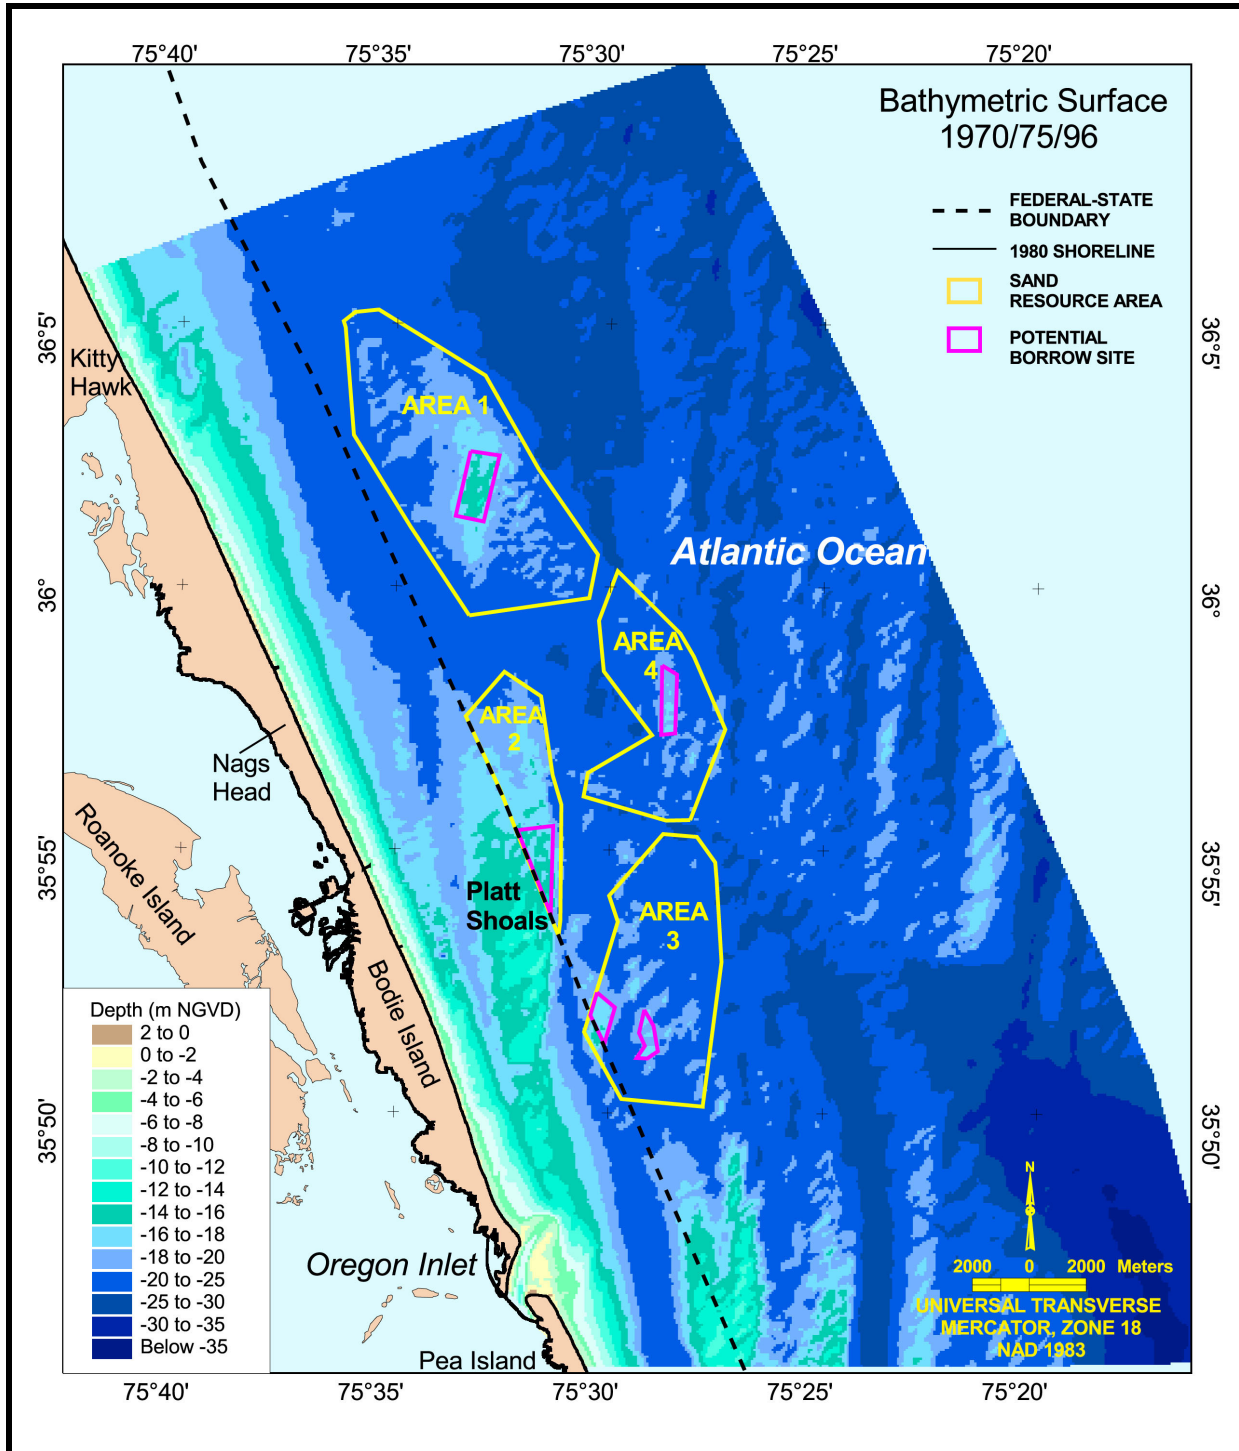 75°40' 75°35' 75°30' 75°25' 75°20'
Bathymetric Surface
1970/75/96
FEDERAL-STATE
BOUNDARY
1980 SHORELINE
SAND
RESOURCE AREA
POTENTIAL
BORROW SITE
36°5'
36°5'
Kitty
Hawk
AREA 1
Atlantic Ocean
36°
36°
AREA
4
AREA
2
Nags
Head
Roanoke Island
35°55'
35°55'
Platt
Shoals
AREA
3
Bodie Island
Depth (m NGVD)
2 to 0
0 to -2
-2 to -4
-4 to -6
-6 to -8
-8 to -10
-10 to -12
-12 to -14
-14 to -16
-16 to -18
-18 to -20
-20 to -25
-25 to -30
-30 to -35
Below -35
35°50'
35°50'
N
Oregon Inlet
2000 0 2000 Meters
UNIVERSAL TRANSVERSE
MERCATOR, ZONE 18
NAD 1983
Pea Island
75°40' 75°35' 75°30' 75°25' 75°20'